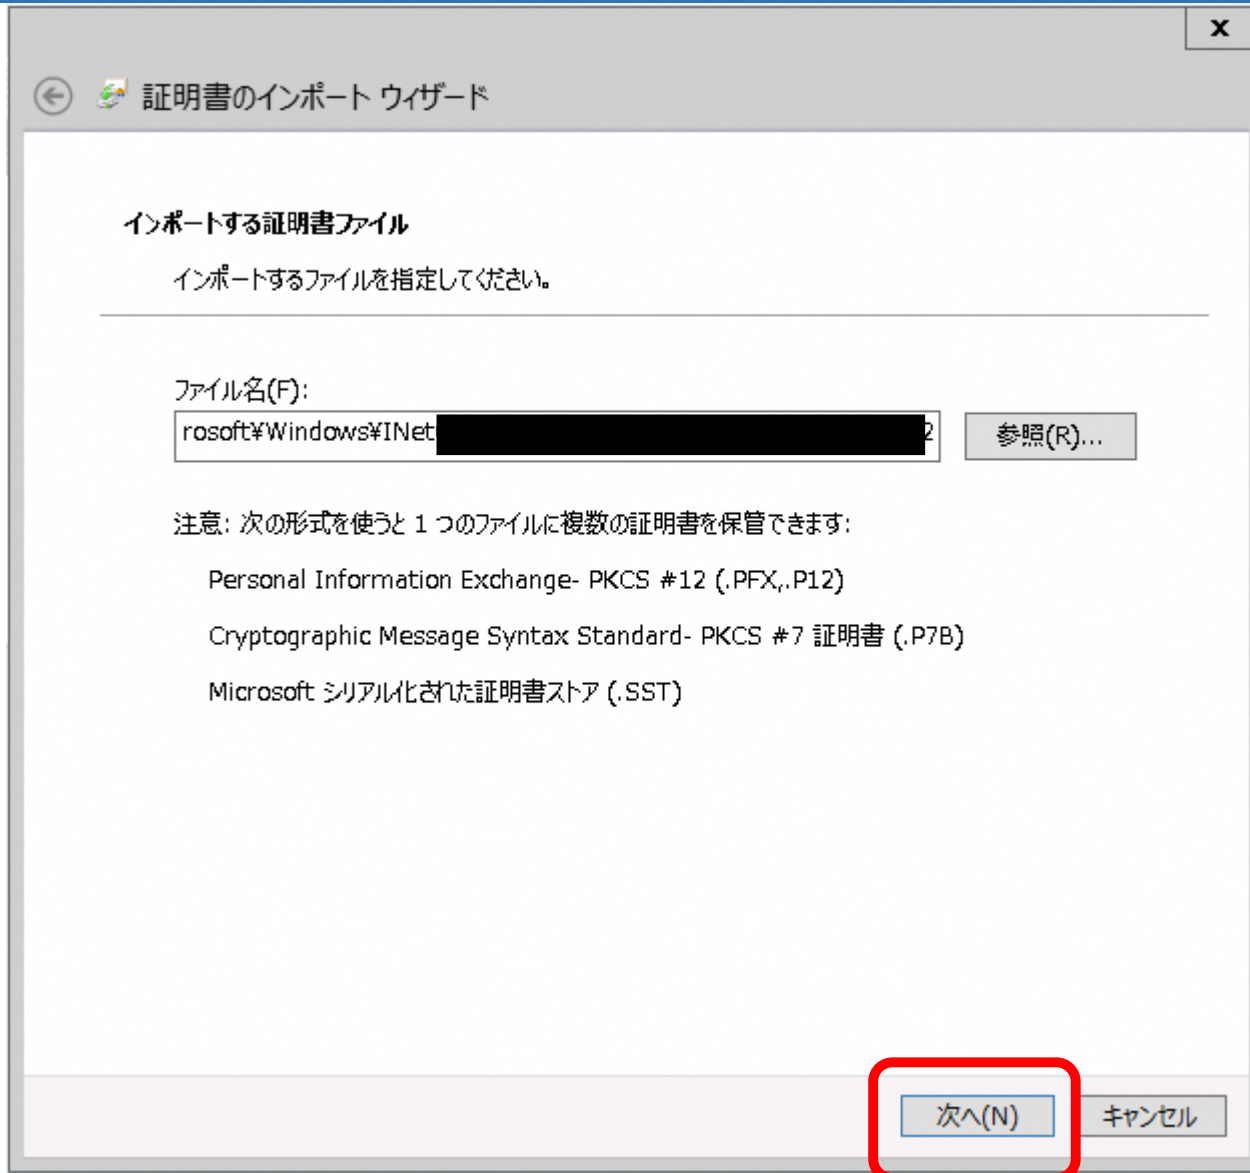 x
証明書のインポート ウィザード
インポートする証明書ファイル
インポートするファイルを指定してください。
ファイル名(F):
rosoft¥Windows¥INet 2
参照(R)...
注意: 次の形式を使うと 1 つのファイルに複数の証明書を保管できます:
Personal Information Exchange- PKCS #12 (.PFX,.P12)
Cryptographic Message Syntax Standard- PKCS #7 証明書 (.P7B)
Microsoft シリアル化された証明書ストア (.SST)
次へ(N)
キャンセル